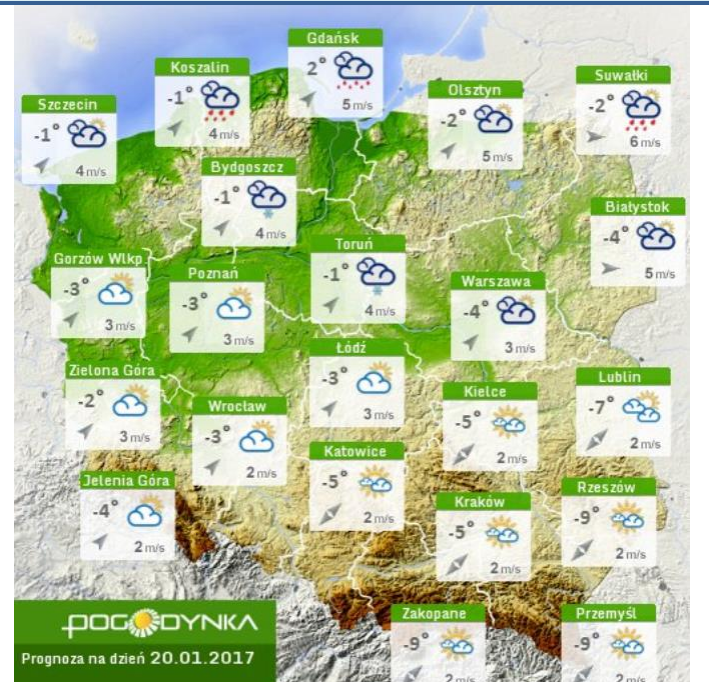 Gdańsk
2°
5 m/s
Koszalin
-1°
4 m/s
Suwałki
-2°
6 m/s
Olsztyn
-2°
5 m/s
Szczecin
-1°
4 m/s
Bydgoszcz
-1°
4 m/s
Białystok
-4°
5 m/s
Toruń
-1°
4 m/s
Gorzów Wlkp
-3°
3 m/s
Poznań
-3°
3 m/s
Warszawa
-4°
3 m/s
Łódź
-3°
3 m/s
Zielona Góra
-2°
3 m/s
Lublin
-7°
2 m/s
Kielce
-5°
2 m/s
Wrocław
-3°
2 m/s
Katowice
-5°
2 m/s
Jelenia Góra
-4°
2 m/s
Rzeszów
-9°
2 m/s
Kraków
-5°
2 m/s
Zakopane
-9°
2 m/s
Przemyśl
-9°
2 m/s
POGODYNKA
Prognoza na dzień 20.01.2017